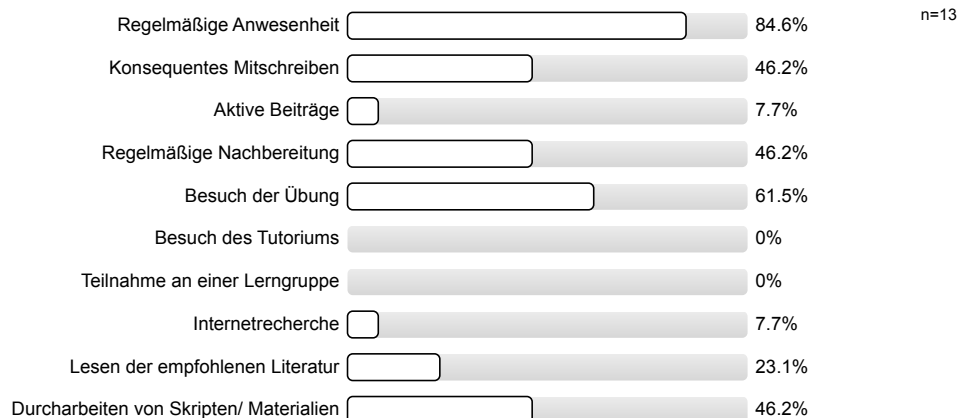 Regelmäßige Anwesenheit 84.6% n=13
Konsequentes Mitschreiben 46.2%
Aktive Beiträge 7.7%
Regelmäßige Nachbereitung 46.2%
Besuch der Übung 61.5%
Besuch des Tutoriums 0%
Teilnahme an einer Lerngruppe 0%
Internetrecherche 7.7%
Lesen der empfohlenen Literatur 23.1%
Durcharbeiten von Skripten/ Materialien 46.2%